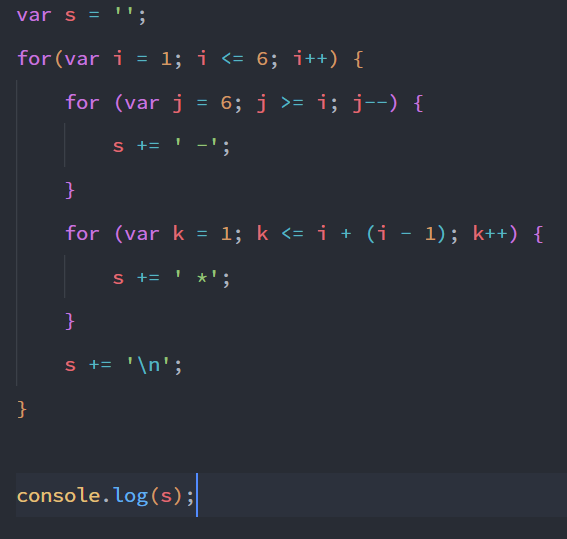 var s = '';
for(var i = 1; i <= 6; i++) {
    for (var j = 6; j >= i; j--) {
        s += ' -';
    }
    for (var k = 1; k <= i + (i - 1); k++) {
        s += ' *';
    }
    s += '\n';
}

console.log(s);